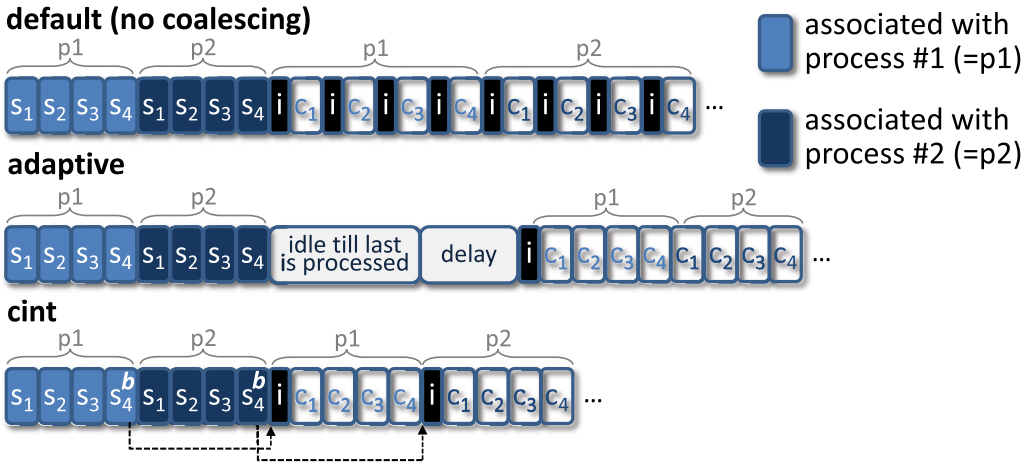 default (no coalescing)
p1 p2 p1 p2
s1 s2 s3 s4 s1 s2 s3 s4 i c1 i c2 i c3 i c4 i c1 i c2 i c3 i c4 ...
associated with
process #1 (=p1)
associated with
process #2 (=p2)
adaptive
p1 p2 p1 p2
s1 s2 s3 s4 s1 s2 s3 s4 idle till last
is processed
delay i c1 c2 c3 c4 c1 c2 c3 c4 ...
cint
p1 p2 p1 p2
s1 s2 s3 s4 b s1 s2 s3 s4 b i c1 c2 c3 c4 i c1 c2 c3 c4 ...